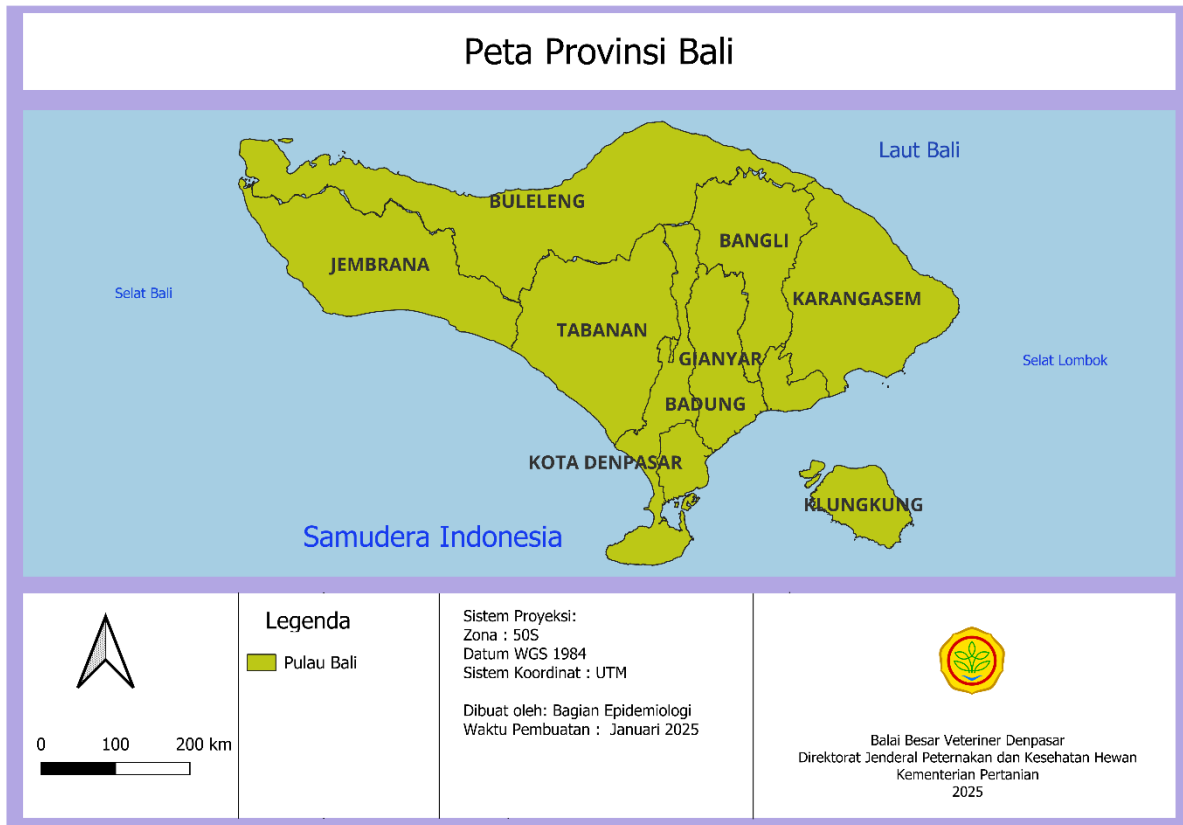 Peta Provinsi Bali
Laut Bali
BULELENG
BANGLI
JEMBRANA
Selat Bali
KARANGASEM
TABANAN
GIANYAR
Selat Lombok
BADUNG
KOTA DENPASAR
KLUNGKUNG
Samudera Indonesia
0 100 200 km
Legenda
Pulau Bali
Sistem Proyeksi:
Zona : 50S
Datum WGS 1984
Sistem Koordinat : UTM
Dibuat oleh: Bagian Epidemiologi
Waktu Pembuatan : Januari 2025
Balai Besar Veteriner Denpasar
Direktorat Jenderal Peternakan dan Kesehatan Hewan
Kementerian Pertanian
2025